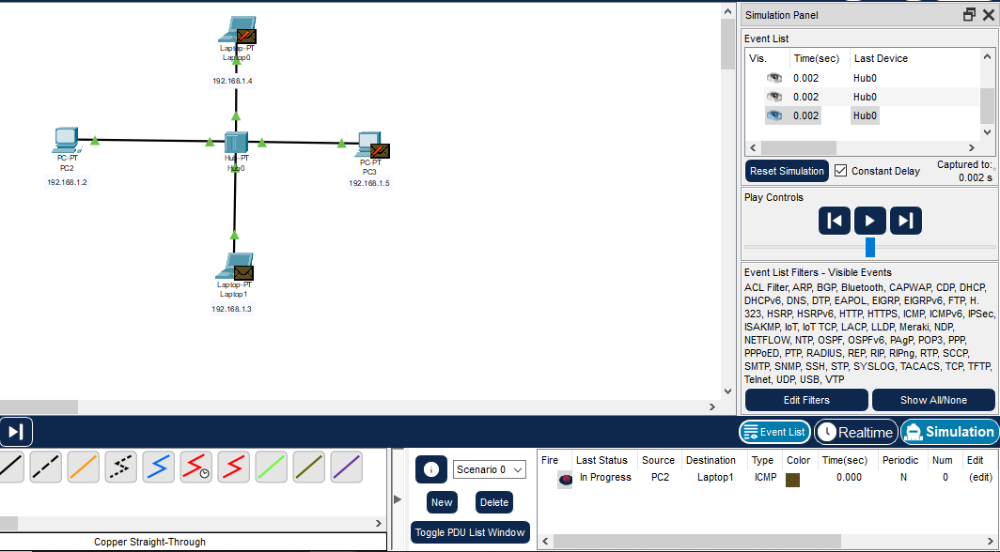 Simulation Panel
Event List
Vis. Time(sec) Last Device
0.002 Hub0
0.002 Hub0
0.002 Hub0
Reset Simulation Constant Delay Captured to:
0.002 s
Play Controls
Event List Filters - Visible Events
ACL Filter, ARP, BGP, Bluetooth, CAPWAP, CDP, DHCP,
DHCPv6, DNS, DTP, EAPOL, EIGRP, EIGRPv6, FTP, H.
323, HSRP, HSRPv6, HTTP, HTTPS, ICMP, ICMPv6, IPSec,
ISAKMP, IoT, IoT TCP, LACP, LLDP, Meraki, NDP,
NETFLOW, NTP, OSPF, OSPFv6, PAgP, POP3, PPP,
PPPoED, PTP, RADIUS, REP, RIP, RIPng, RTP, SCCP,
SMTP, SNMP, SSH, STP, SYSLOG, TACACS, TCP, TFTP,
Telnet, UDP, USB, VTP
Edit Filters Show All/None
Laptop-PT
Laptop0
192.168.1.4
PC-PT
PC2
192.168.1.2
Hub-PT
Hub0
PC-PT
PC3
192.168.1.5
Laptop-PT
Laptop1
192.168.1.3
Event List Realtime Simulation
Scenario 0
New Delete
Toggle PDU List Window
Fire Last Status Source Destination Type Color Time(sec) Periodic Num Edit
In Progress PC2 Laptop1 ICMP 0.000 N 0 (edit)
Copper Straight-Through